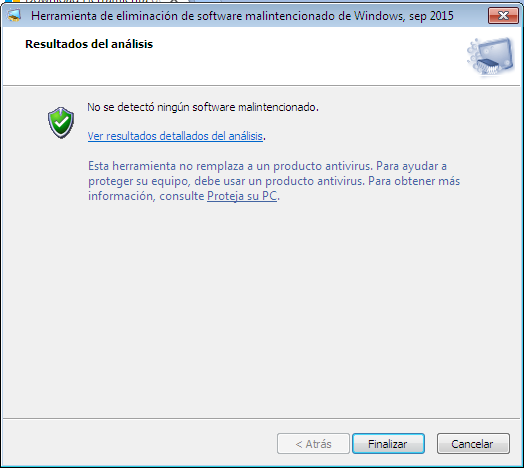 Herramienta de eliminación de software malintencionado de Windows, sep 2015
Resultados del análisis
No se detectó ningún software malintencionado.
Ver resultados detallados del análisis.
Esta herramienta no remplaza a un producto antivirus. Para ayudar a
proteger su equipo, debe usar un producto antivirus. Para obtener más
información, consulte Proteja su PC.
< Atrás
Finalizar
Cancelar